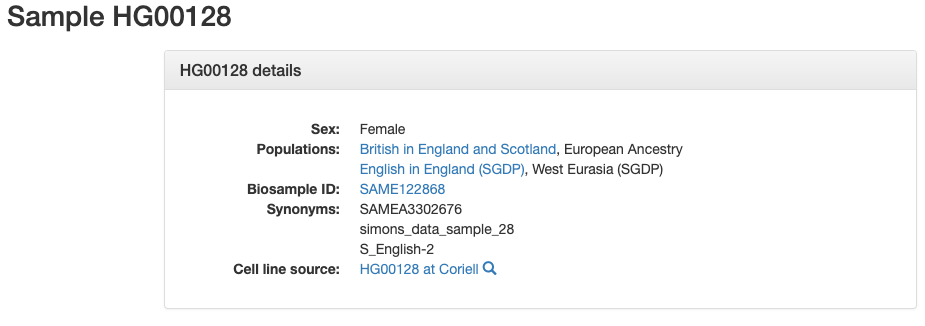 Sample HG00128
HG00128 details
Sex: Female
Populations: British in England and Scotland, European Ancestry
English in England (SGDP), West Eurasia (SGDP)
Biosample ID: SAME122868
Synonyms: SAMEA3302676
simons_data_sample_28
S_English-2
Cell line source: HG00128 at Coriell